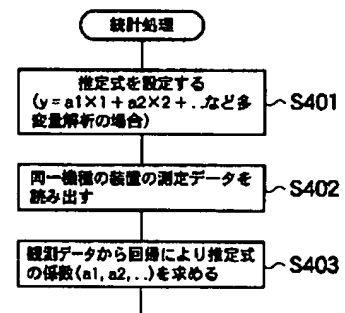 統計処理
推定式を設定する
(y=a1×1+a2×2+..など多
変量解析の場合)
S401
同一機種の装置の測定データを
読み出す
S402
観測データから回帰により推定式
の係数(a1,a2,..)を求める
S403